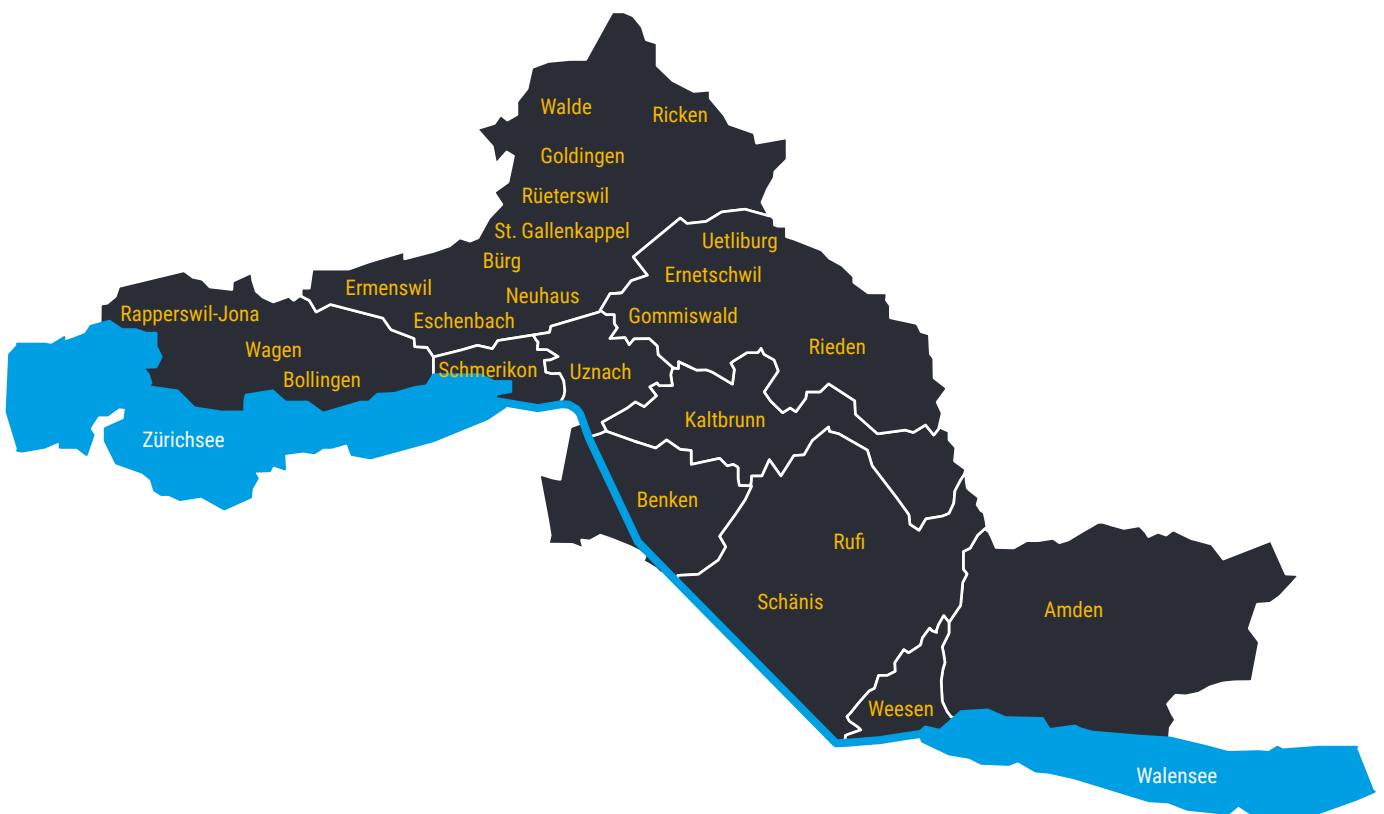 Walde
Ricken
Goldingen
Rüeterswil
St. Gallenkappel
Uetliburg
Bürg
Ernetschwil
Ermenswil
Neuhaus
Rapperswil-Jona
Eschenbach
Gommiswald
Wagen
Rieden
Schmerikon
Uznach
Bollingen
Kaltbrunn
Zürichsee
Benken
Rufi
Schänis
Amden
Weesen
Walensee